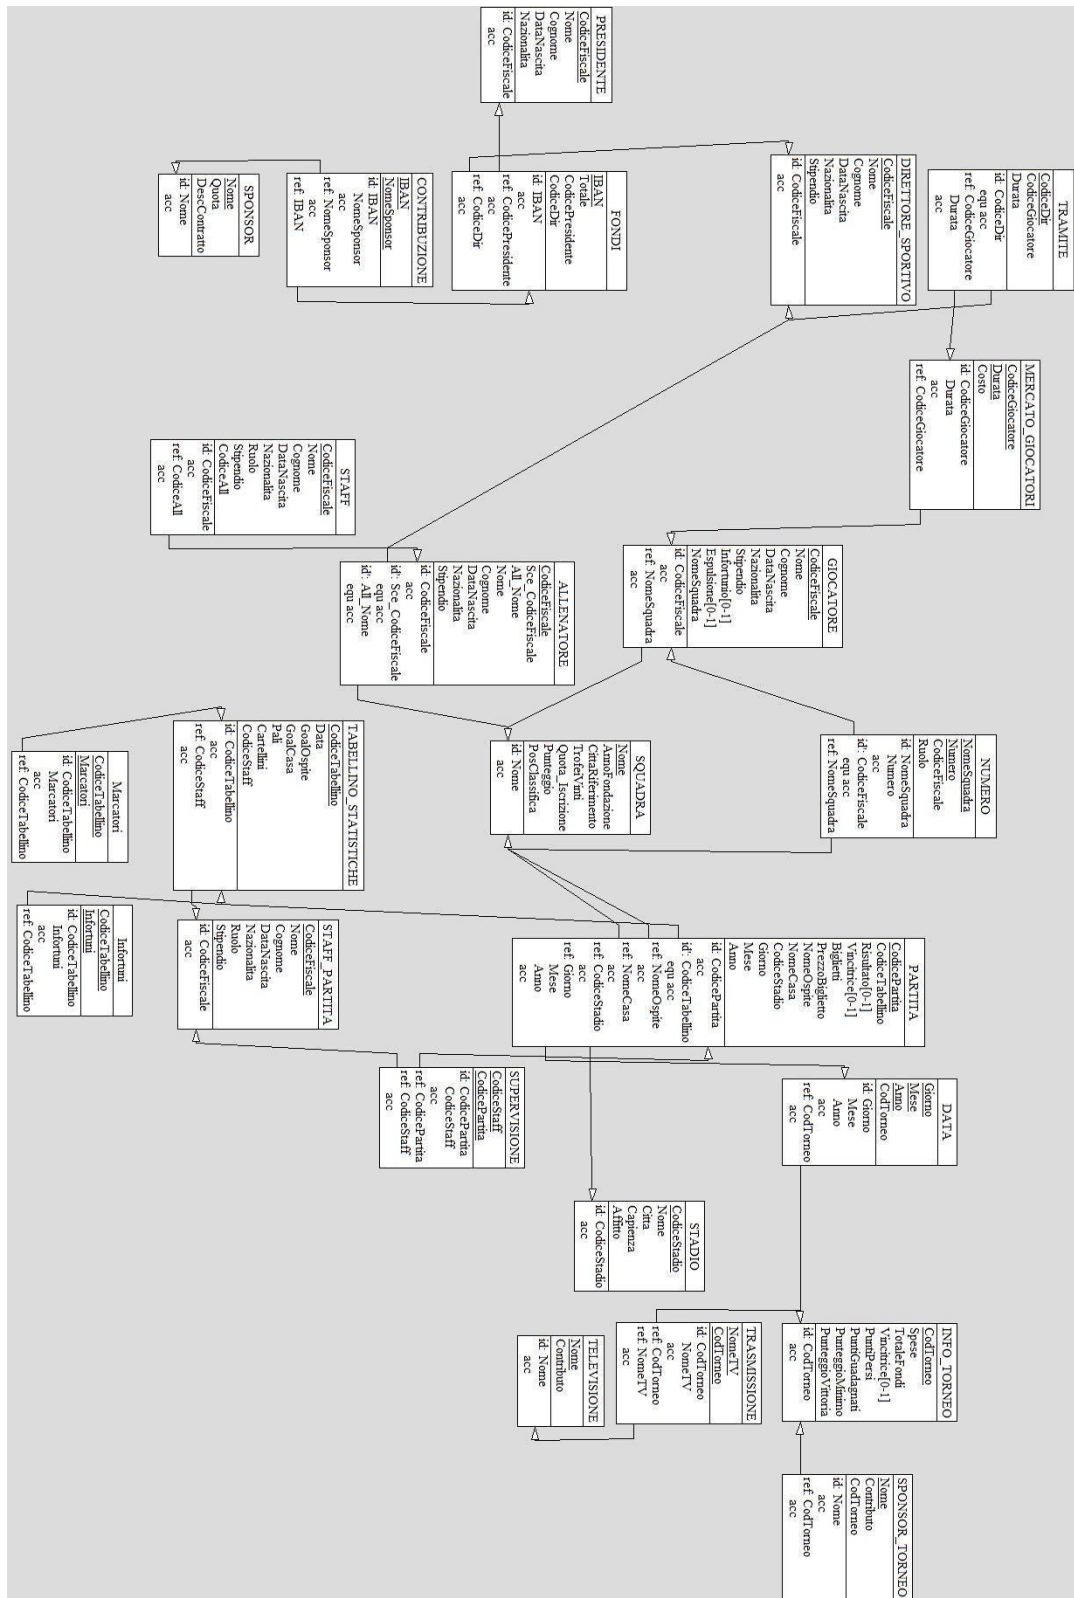 PRESIDENTE
CodiceFiscale
Nome
Cognome
DataNascita
Nazionalita
id: CodiceFiscale
acc
TRAMITE
CodiceDir
CodiceGiocatore
Durata
id: CodiceDir
equ acc
ref: CodiceGiocatore
Durata
acc
DIRETTORE_SPORTIVO
CodiceFiscale
Nome
Cognome
DataNascita
Nazionalita
Stipendio
id: CodiceFiscale
acc
FONDI
IBAN
Totale
CodicePresidente
CodiceDir
id: IBAN
acc
ref: CodicePresidente
acc
ref: CodiceDir
acc
CONTRIBUZIONE
IBAN
NomeSponsor
id: IBAN
NomeSponsor
acc
ref: NomeSponsor
acc
ref: IBAN
SPONSOR
Nome
Quota
DescContratto
id: Nome
acc
MERCATO_GIOCATORI
CodiceGiocatore
Durata
Costo
id: CodiceGiocatore
Durata
acc
ref: CodiceGiocatore
STAFF
CodiceFiscale
Nome
Cognome
DataNascita
Nazionalita
Ruolo
Stipendio
CodiceAll
id: CodiceFiscale
acc
ref: CodiceAll
acc
GIOCATORE
CodiceFiscale
Nome
Cognome
DataNascita
Nazionalita
Stipendio
Infortunio[0-1]
Espulsione[0-1]
NomeSquadra
id: CodiceFiscale
acc
ref: NomeSquadra
acc
ALLENATORE
CodiceFiscale
Sce_CodiceFiscale
All_Nome
Nome
Cognome
DataNascita
Nazionalita
Stipendio
id: CodiceFiscale
acc
id': Sce_CodiceFiscale
equ acc
id': All_Nome
equ acc
NUMERO
NomeSquadra
Numero
CodiceFiscale
Ruolo
id: NomeSquadra
Numero
acc
id': CodiceFiscale
equ acc
ref: NomeSquadra
SQUADRA
Nome
AnnoFondazione
CittaRiferimento
TrofeiVinti
Quota_Iscrizione
Punteggio
PosClassifica
id: Nome
acc
TABELLINO_STATISTICHE
CodiceTabellino
Data
GoalOspite
GoalCasa
Pali
Cartellini
CodiceStaff
id: CodiceTabellino
acc
ref: CodiceStaff
acc
Marcatori
CodiceTabellino
Marcatori
id: CodiceTabellino
Marcatori
acc
ref: CodiceTabellino
PARTITA
CodicePartita
CodiceTabellino
Risultato[0-1]
Vincitrice[0-1]
Biglietti
PrezzoBiglietto
NomeOspite
NomeCasa
CodiceStadio
Giorno
Mese
Anno
id: CodicePartita
acc
id': CodiceTabellino
equ acc
ref: NomeOspite
acc
ref: NomeCasa
acc
ref: CodiceStadio
acc
ref: Giorno
Mese
Anno
acc
STAFF_PARTITA
CodiceFiscale
Nome
Cognome
DataNascita
Nazionalita
Ruolo
Stipendio
id: CodiceFiscale
acc
Infortuni
CodiceTabellino
Infortuni
id: CodiceTabellino
Infortuni
acc
ref: CodiceTabellino
DATA
Giorno
Mese
Anno
CodTorneo
id: Giorno
Mese
Anno
acc
ref: CodTorneo
acc
SUPERVISIONE
CodiceStaff
CodicePartita
id: CodicePartita
CodiceStaff
acc
ref: CodicePartita
ref: CodiceStaff
acc
STADIO
CodiceStadio
Nome
Citta
Capienza
Affitto
id: CodiceStadio
acc
INFO_TORNEO
CodTorneo
Spese
TotaleFondi
Vincitrice[0-1]
PuntiPersi
PuntiGuadagnati
PunteggioMinimo
PunteggioVittoria
id: CodTorneo
acc
TRASMISSIONE
NomeTV
CodTorneo
id: CodTorneo
NomeTV
acc
ref: CodTorneo
ref: NomeTV
acc
TELEVISIONE
Nome
Contributo
id: Nome
acc
SPONSOR_TORNEO
Nome
Contributo
CodTorneo
id: Nome
acc
ref: CodTorneo
acc